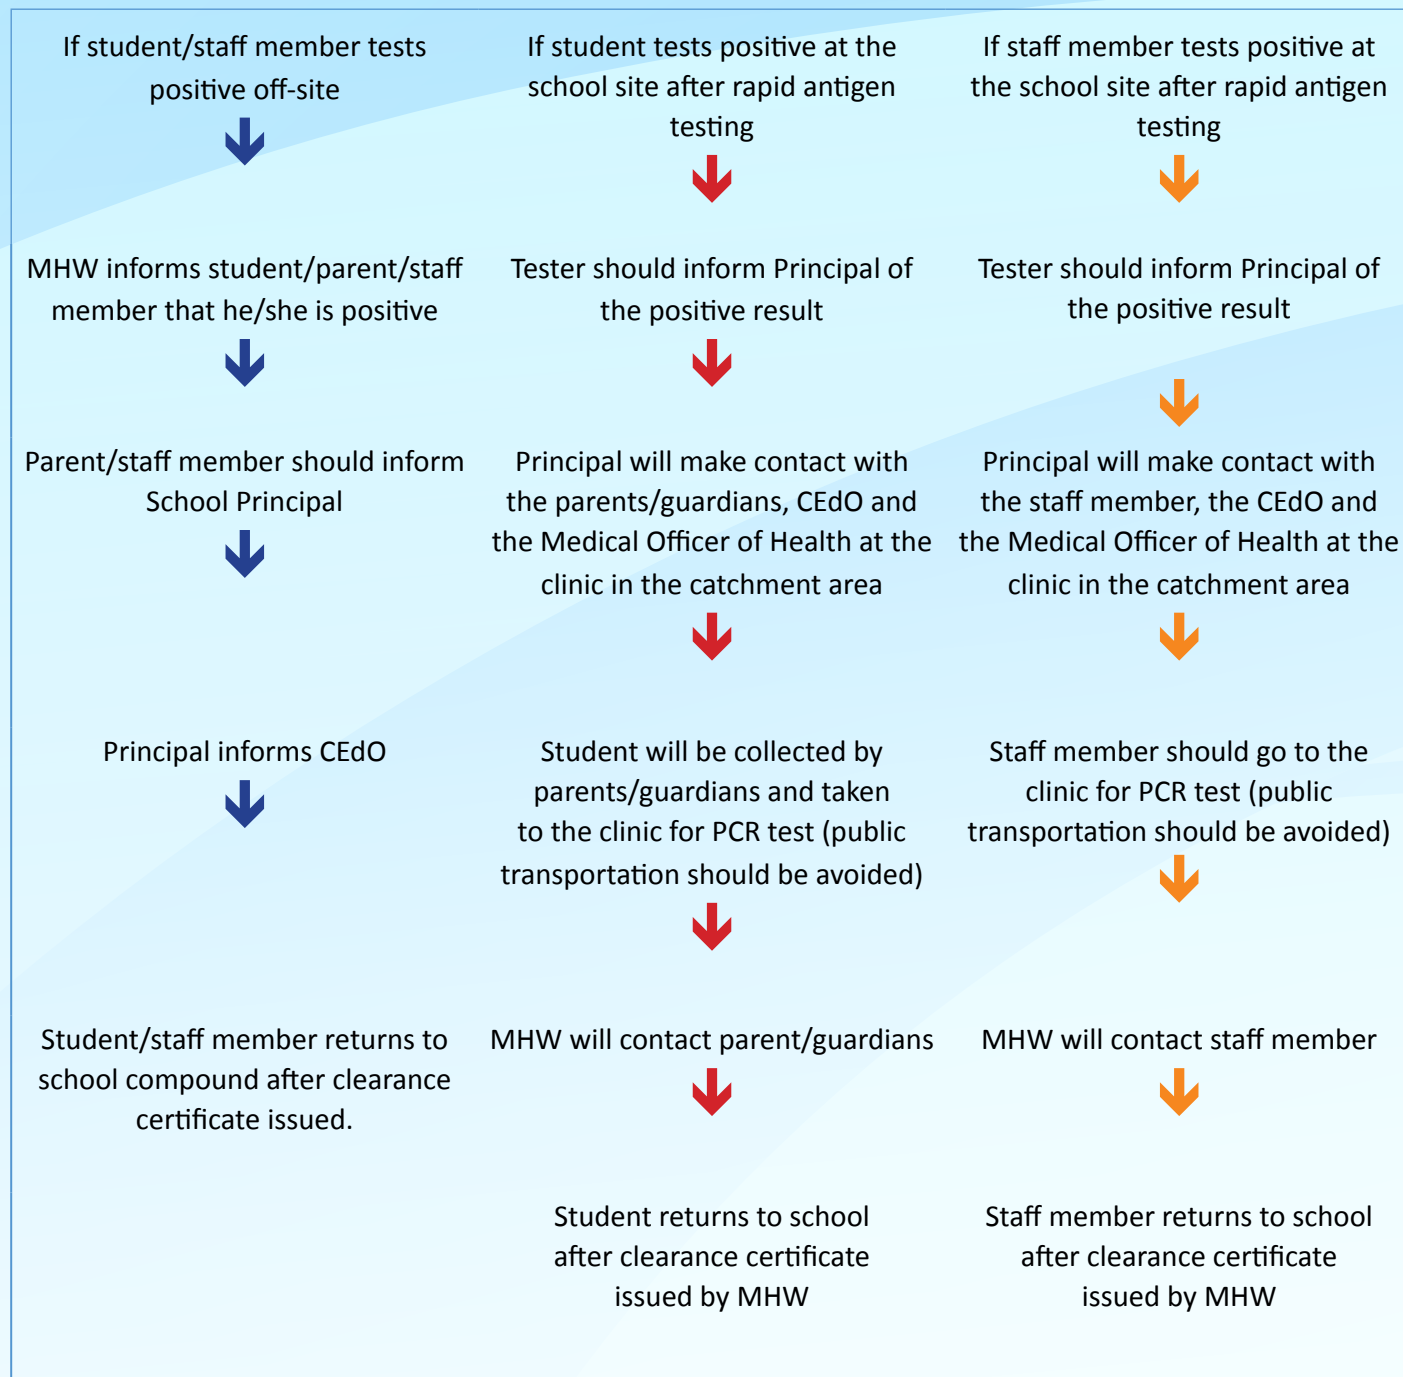 If student/staff member tests
positive off-site
MHW informs student/parent/staff
member that he/she is positive
Parent/staff member should inform
School Principal
Principal informs CEdO
Student/staff member returns to
school compound after clearance
certificate issued.
If student tests positive at the
school site after rapid antigen
testing
Tester should inform Principal of
the positive result
Principal will make contact with
the parents/guardians, CEdO and
the Medical Officer of Health at the
clinic in the catchment area
Student will be collected by
parents/guardians and taken
to the clinic for PCR test (public
transportation should be avoided)
MHW will contact parent/guardians
Student returns to school
after clearance certificate
issued by MHW
If staff member tests positive at
the school site after rapid antigen
testing
Tester should inform Principal of
the positive result
Principal will make contact with
the staff member, the CEdO and
the Medical Officer of Health at the
clinic in the catchment area
Staff member should go to the
clinic for PCR test (public
transportation should be avoided)
MHW will contact staff member
Staff member returns to school
after clearance certificate
issued by MHW